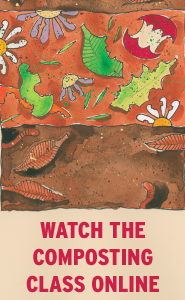 WATCH THE
COMPOSTING
CLASS ONLINE